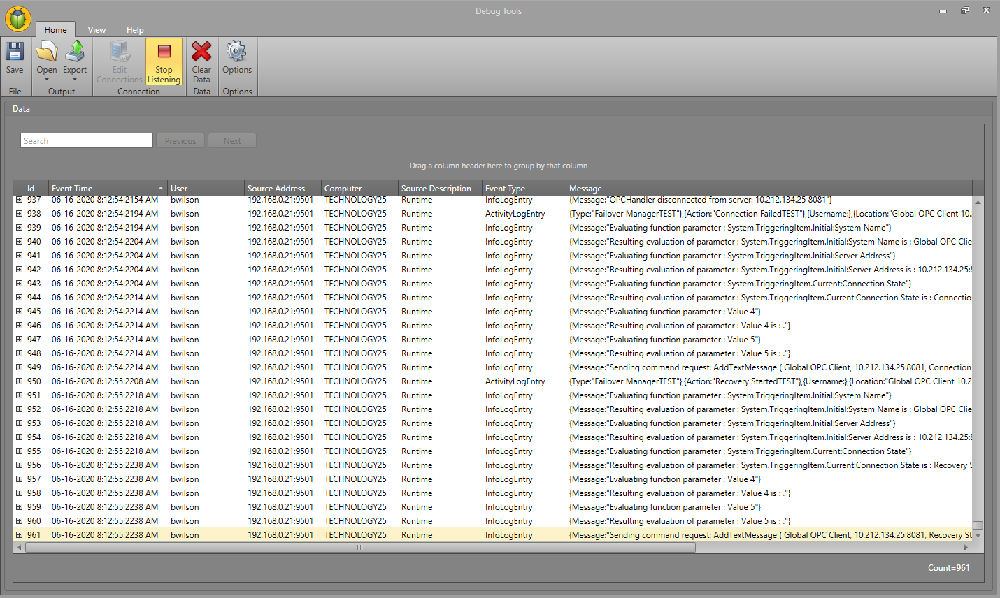 Debug Tools
Home View Help
Save Open Export Edit Connections Stop Listening Clear Data Options
File Output Connection Data Options
Data
Search Previous Next
Drag a column header here to group by that column
Id Event Time User Source Address Computer Source Description Event Type Message
937 06-16-2020 8:12:54:2154 AM bwilson 192.168.0.21:9501 TECHNOLOGY25 Runtime InfoLogEntry {Message:"OPCHandler disconnected from server: 10.212.134.25 8081"}
938 06-16-2020 8:12:54:2194 AM bwilson 192.168.0.21:9501 TECHNOLOGY25 Runtime ActivityLogEntry {Type:"Failover ManagerTEST"},{Action:"Connection FailedTEST"},{Username:},{Location:"Global OPC Client 10.
939 06-16-2020 8:12:54:2194 AM bwilson 192.168.0.21:9501 TECHNOLOGY25 Runtime InfoLogEntry {Message:"Evaluating function parameter : System.TriggeringItem.Initial:System Name"}
940 06-16-2020 8:12:54:2204 AM bwilson 192.168.0.21:9501 TECHNOLOGY25 Runtime InfoLogEntry {Message:"Resulting evaluation of parameter : System.TriggeringItem.Initial:System Name is : Global OPC Clie
941 06-16-2020 8:12:54:2204 AM bwilson 192.168.0.21:9501 TECHNOLOGY25 Runtime InfoLogEntry {Message:"Evaluating function parameter : System.TriggeringItem.Initial:Server Address"}
942 06-16-2020 8:12:54:2204 AM bwilson 192.168.0.21:9501 TECHNOLOGY25 Runtime InfoLogEntry {Message:"Resulting evaluation of parameter : System.TriggeringItem.Initial:Server Address is : 10.212.134.25:8
943 06-16-2020 8:12:54:2204 AM bwilson 192.168.0.21:9501 TECHNOLOGY25 Runtime InfoLogEntry {Message:"Evaluating function parameter : System.TriggeringItem.Current:Connection State"}
944 06-16-2020 8:12:54:2214 AM bwilson 192.168.0.21:9501 TECHNOLOGY25 Runtime InfoLogEntry {Message:"Resulting evaluation of parameter : System.TriggeringItem.Current:Connection State is : Connectio
945 06-16-2020 8:12:54:2214 AM bwilson 192.168.0.21:9501 TECHNOLOGY25 Runtime InfoLogEntry {Message:"Evaluating function parameter : Value 4"}
946 06-16-2020 8:12:54:2214 AM bwilson 192.168.0.21:9501 TECHNOLOGY25 Runtime InfoLogEntry {Message:"Resulting evaluation of parameter : Value 4 is : ."}
947 06-16-2020 8:12:54:2214 AM bwilson 192.168.0.21:9501 TECHNOLOGY25 Runtime InfoLogEntry {Message:"Evaluating function parameter : Value 5"}
948 06-16-2020 8:12:54:2214 AM bwilson 192.168.0.21:9501 TECHNOLOGY25 Runtime InfoLogEntry {Message:"Resulting evaluation of parameter : Value 5 is : ."}
949 06-16-2020 8:12:54:2214 AM bwilson 192.168.0.21:9501 TECHNOLOGY25 Runtime InfoLogEntry {Message:"Sending command request: AddTextMessage ( Global OPC Client, 10.212.134.25:8081, Connection
950 06-16-2020 8:12:55:2208 AM bwilson 192.168.0.21:9501 TECHNOLOGY25 Runtime ActivityLogEntry {Type:"Failover ManagerTEST"},{Action:"Recovery StartedTEST"},{Username:},{Location:"Global OPC Client 10.2
951 06-16-2020 8:12:55:2218 AM bwilson 192.168.0.21:9501 TECHNOLOGY25 Runtime InfoLogEntry {Message:"Evaluating function parameter : System.TriggeringItem.Initial:System Name"}
952 06-16-2020 8:12:55:2218 AM bwilson 192.168.0.21:9501 TECHNOLOGY25 Runtime InfoLogEntry {Message:"Resulting evaluation of parameter : System.TriggeringItem.Initial:System Name is : Global OPC Clie
953 06-16-2020 8:12:55:2218 AM bwilson 192.168.0.21:9501 TECHNOLOGY25 Runtime InfoLogEntry {Message:"Evaluating function parameter : System.TriggeringItem.Initial:Server Address"}
954 06-16-2020 8:12:55:2218 AM bwilson 192.168.0.21:9501 TECHNOLOGY25 Runtime InfoLogEntry {Message:"Resulting evaluation of parameter : System.TriggeringItem.Initial:Server Address is : 10.212.134.25:8
955 06-16-2020 8:12:55:2218 AM bwilson 192.168.0.21:9501 TECHNOLOGY25 Runtime InfoLogEntry {Message:"Evaluating function parameter : System.TriggeringItem.Current:Connection State"}
956 06-16-2020 8:12:55:2238 AM bwilson 192.168.0.21:9501 TECHNOLOGY25 Runtime InfoLogEntry {Message:"Resulting evaluation of parameter : System.TriggeringItem.Current:Connection State is : Recovery S
957 06-16-2020 8:12:55:2238 AM bwilson 192.168.0.21:9501 TECHNOLOGY25 Runtime InfoLogEntry {Message:"Evaluating function parameter : Value 4"}
958 06-16-2020 8:12:55:2238 AM bwilson 192.168.0.21:9501 TECHNOLOGY25 Runtime InfoLogEntry {Message:"Resulting evaluation of parameter : Value 4 is : ."}
959 06-16-2020 8:12:55:2238 AM bwilson 192.168.0.21:9501 TECHNOLOGY25 Runtime InfoLogEntry {Message:"Evaluating function parameter : Value 5"}
960 06-16-2020 8:12:55:2238 AM bwilson 192.168.0.21:9501 TECHNOLOGY25 Runtime InfoLogEntry {Message:"Resulting evaluation of parameter : Value 5 is : ."}
961 06-16-2020 8:12:55:2238 AM bwilson 192.168.0.21:9501 TECHNOLOGY25 Runtime InfoLogEntry {Message:"Sending command request: AddTextMessage ( Global OPC Client, 10.212.134.25:8081, Recovery St
Count=961